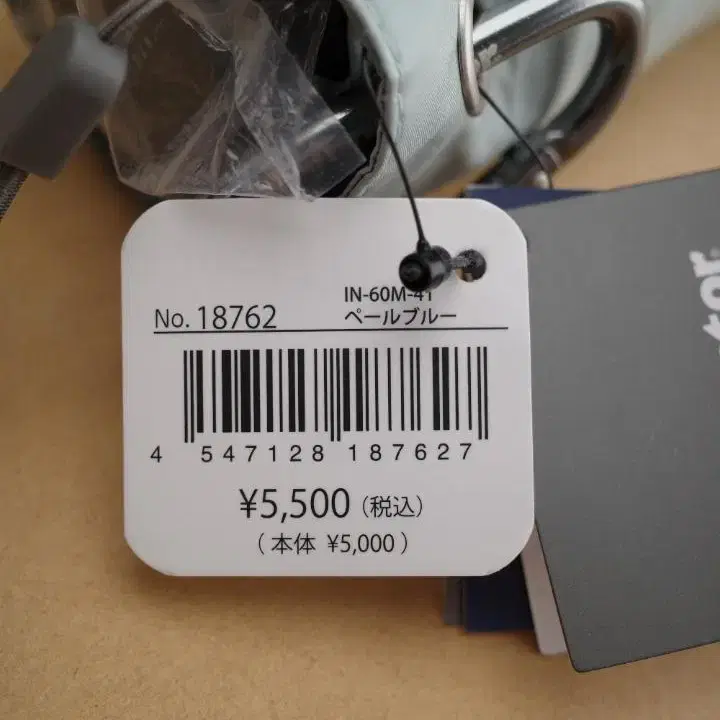 IN-60M-41
No. 18762
ペールブルー
4 547128 187627
¥5,500 (税込)
( 本体 ¥5,000 )